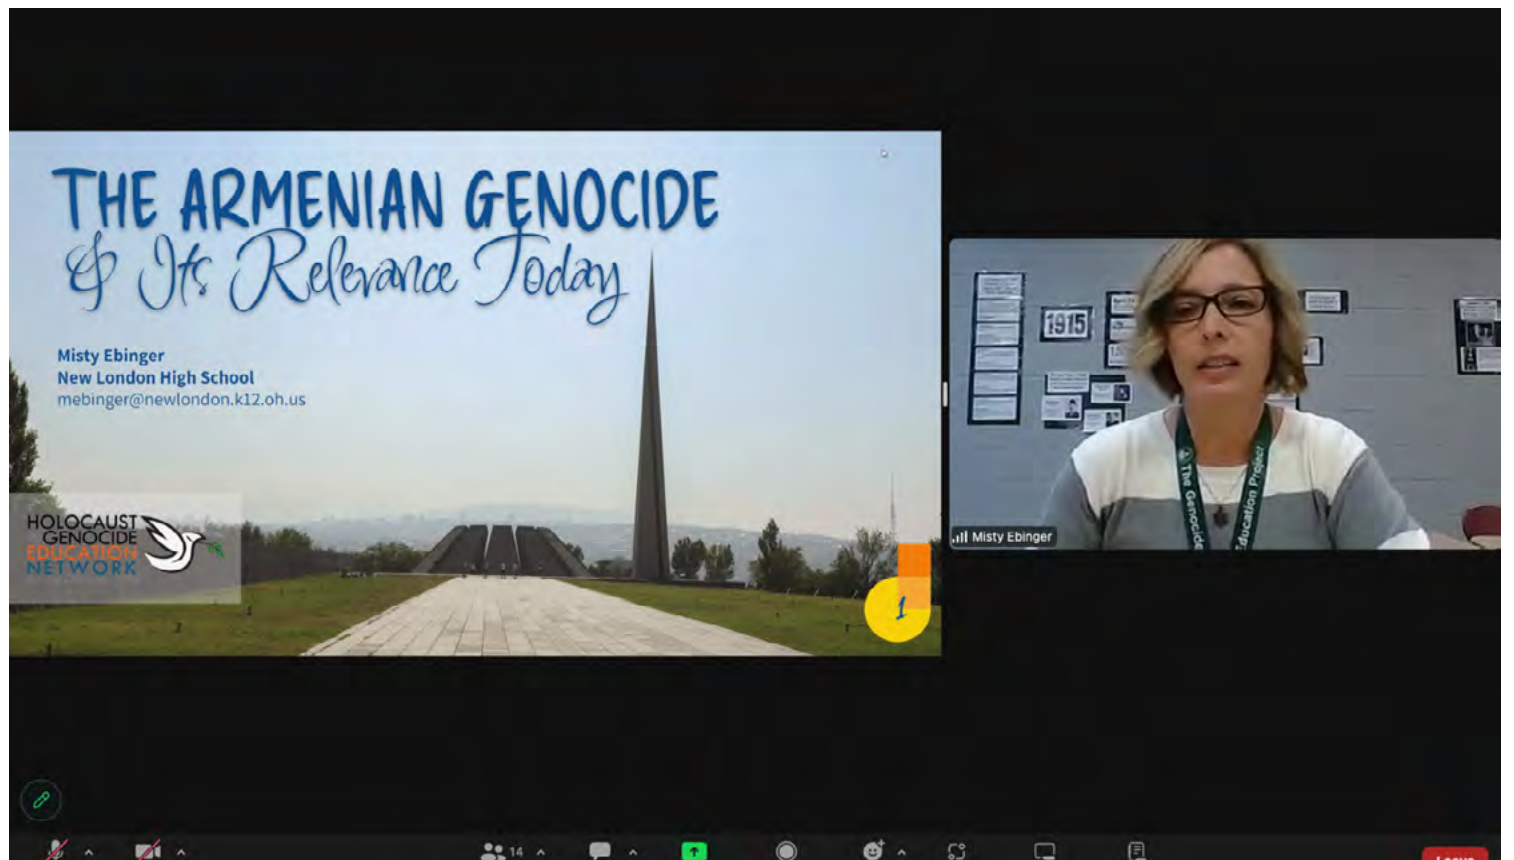 THE ARMENIAN GENOCIDE
& Its Relevance Today
Misty Ebinger
New London High School
mebinger@newlondon.k12.oh.us
HOLOCAUST
GENOCIDE
EDUCATION
NETWORK
1
1915
The Genocide
Education Project
Misty Ebinger
14
Leave